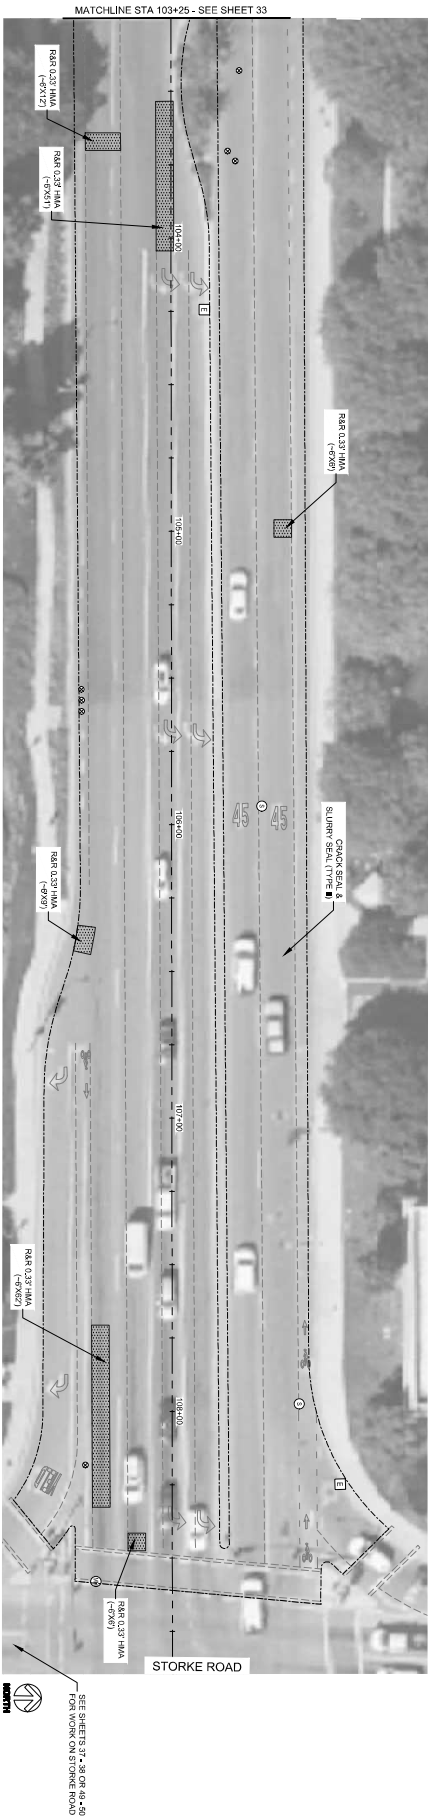 MATCHLINE STA 103+25 - SEE SHEET 33
R&R 0.33' HMA
(~6'X12')
R&R 0.33' HMA
(~6'X51')
104+00
E
R&R 0.33' HMA
(~6'X8')
105+00
S
45
45
106+00
CRACK SEAL &
SLURRY SEAL (TYPE II)
R&R 0.33' HMA
(~6'X9')
107+00
R&R 0.33' HMA
(~6'X62')
108+00
S
E
R&R 0.33' HMA
(~6'X6')
STORKE ROAD
SEE SHEETS 37 - 38 OR 49 - 50
FOR WORK ON STORKE ROAD
NORTH